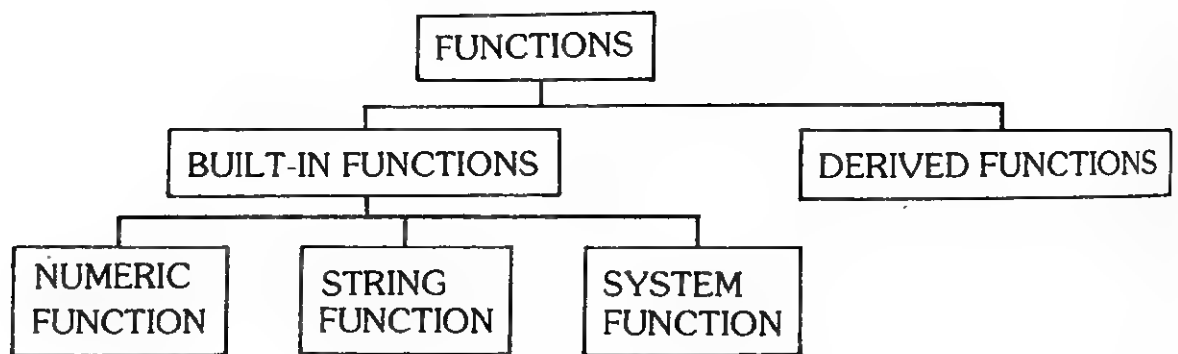 FUNCTIONS
BUILT-IN FUNCTIONS
DERIVED FUNCTIONS
NUMERIC
FUNCTION
STRING
FUNCTION
SYSTEM
FUNCTION